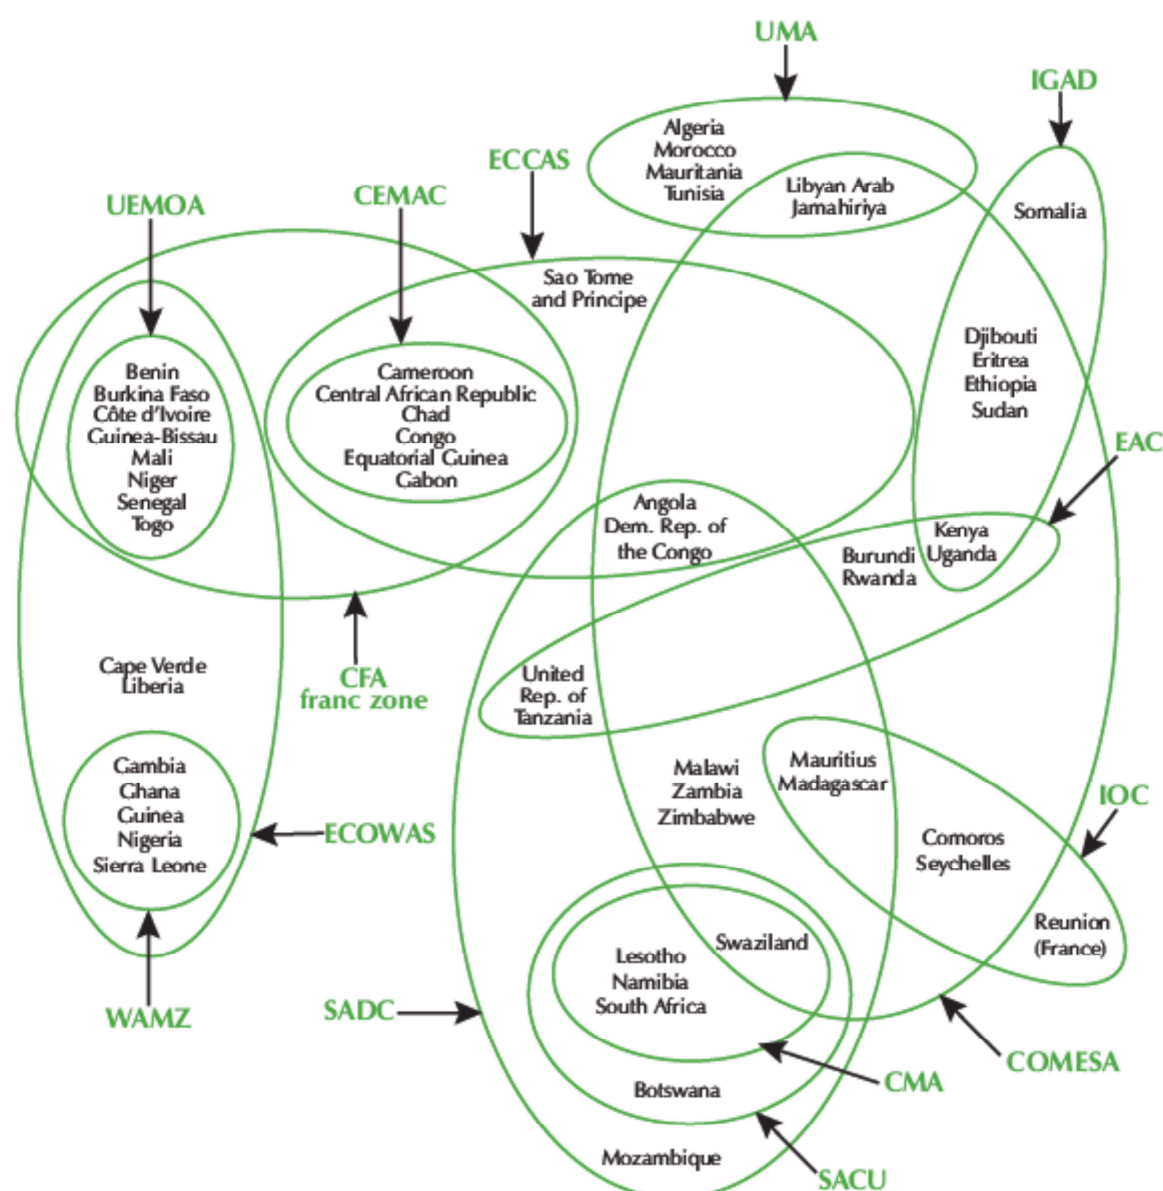 UMA
IGAD
Algeria
Morocco
Mauritania
Tunisia
Libyan Arab
Jamahiriya
ECCAS
CEMAC
UEMOA
Somalia
Sao Tome
and Principe
Djibouti
Eritrea
Ethiopia
Sudan
Benin
Burkina Faso
Côte d'Ivoire
Guinea-Bissau
Mali
Niger
Senegal
Togo
Cameroon
Central African Republic
Chad
Congo
Equatorial Guinea
Gabon
EAC
Angola
Dem. Rep. of
the Congo
Kenya
Uganda
Burundi
Rwanda
Cape Verde
Liberia
CFA
franc zone
United
Rep. of
Tanzania
Gambia
Ghana
Guinea
Nigeria
Sierra Leone
ECOWAS
Malawi
Zambia
Zimbabwe
Mauritius
Madagascar
IOC
Comoros
Seychelles
Reunion
(France)
Swaziland
Lesotho
Namibia
South Africa
WAMZ
SADC
COMESA
CMA
Botswana
Mozambique
SACU